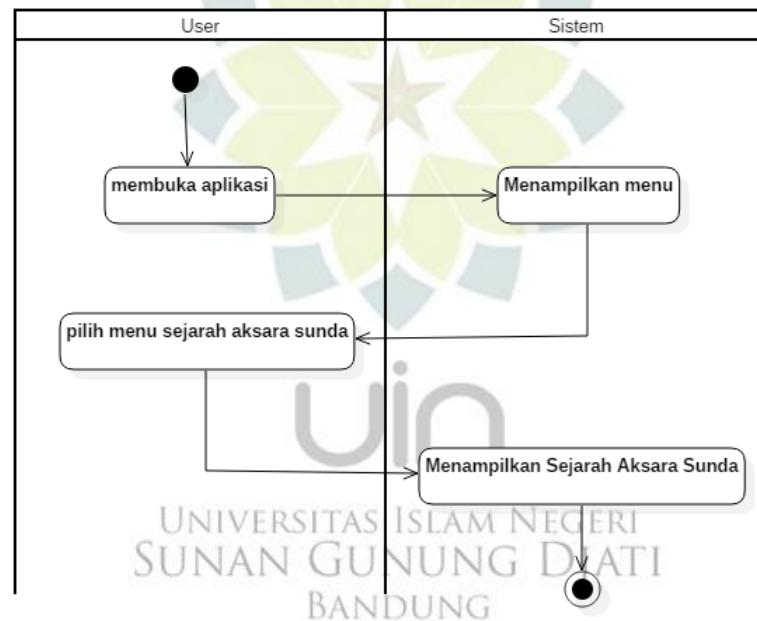 User
Sistem
membuka aplikasi
Menampilkan menu
pilih menu sejarah aksara sunda
Menampilkan Sejarah Aksara Sunda
uin
UNIVERSITAS ISLAM NEGERI
SUNAN GUNUNG DJATI
BANDUNG